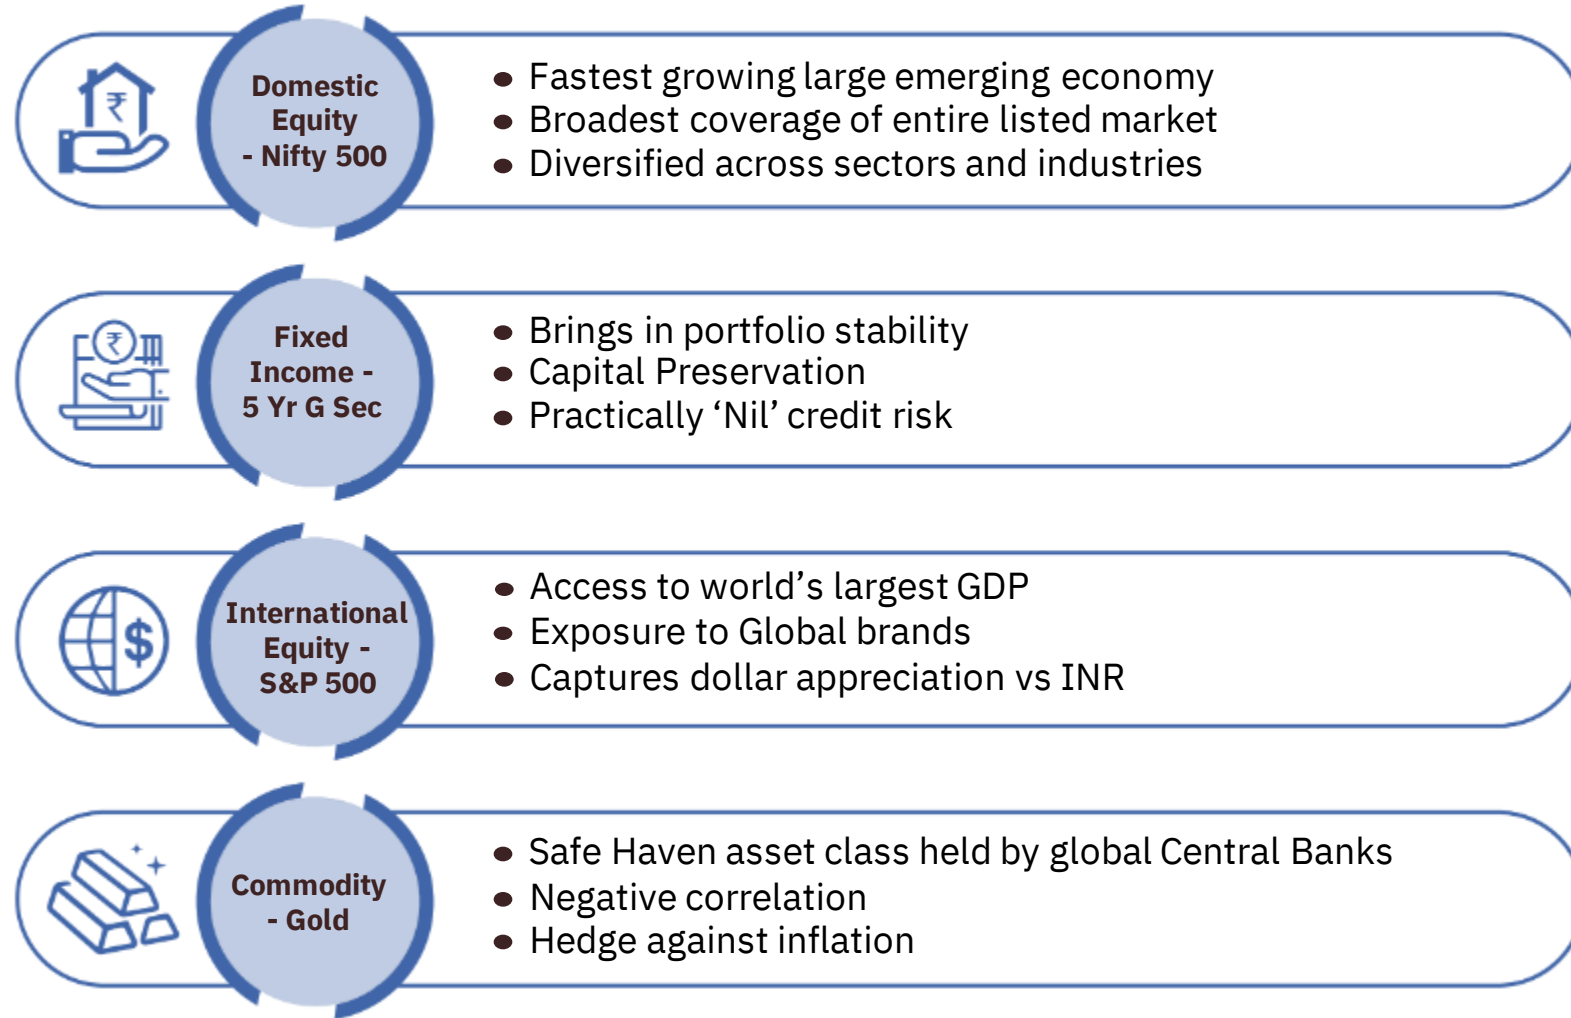 Domestic
Equity
- Nifty 500
• Fastest growing large emerging economy
• Broadest coverage of entire listed market
• Diversified across sectors and industries
₹
Fixed
Income -
5 Yr G Sec
• Brings in portfolio stability
• Capital Preservation
• Practically ‘Nil’ credit risk
₹
International
Equity -
S&P 500
• Access to world’s largest GDP
• Exposure to Global brands
• Captures dollar appreciation vs INR
$
Commodity
- Gold
• Safe Haven asset class held by global Central Banks
• Negative correlation
• Hedge against inflation